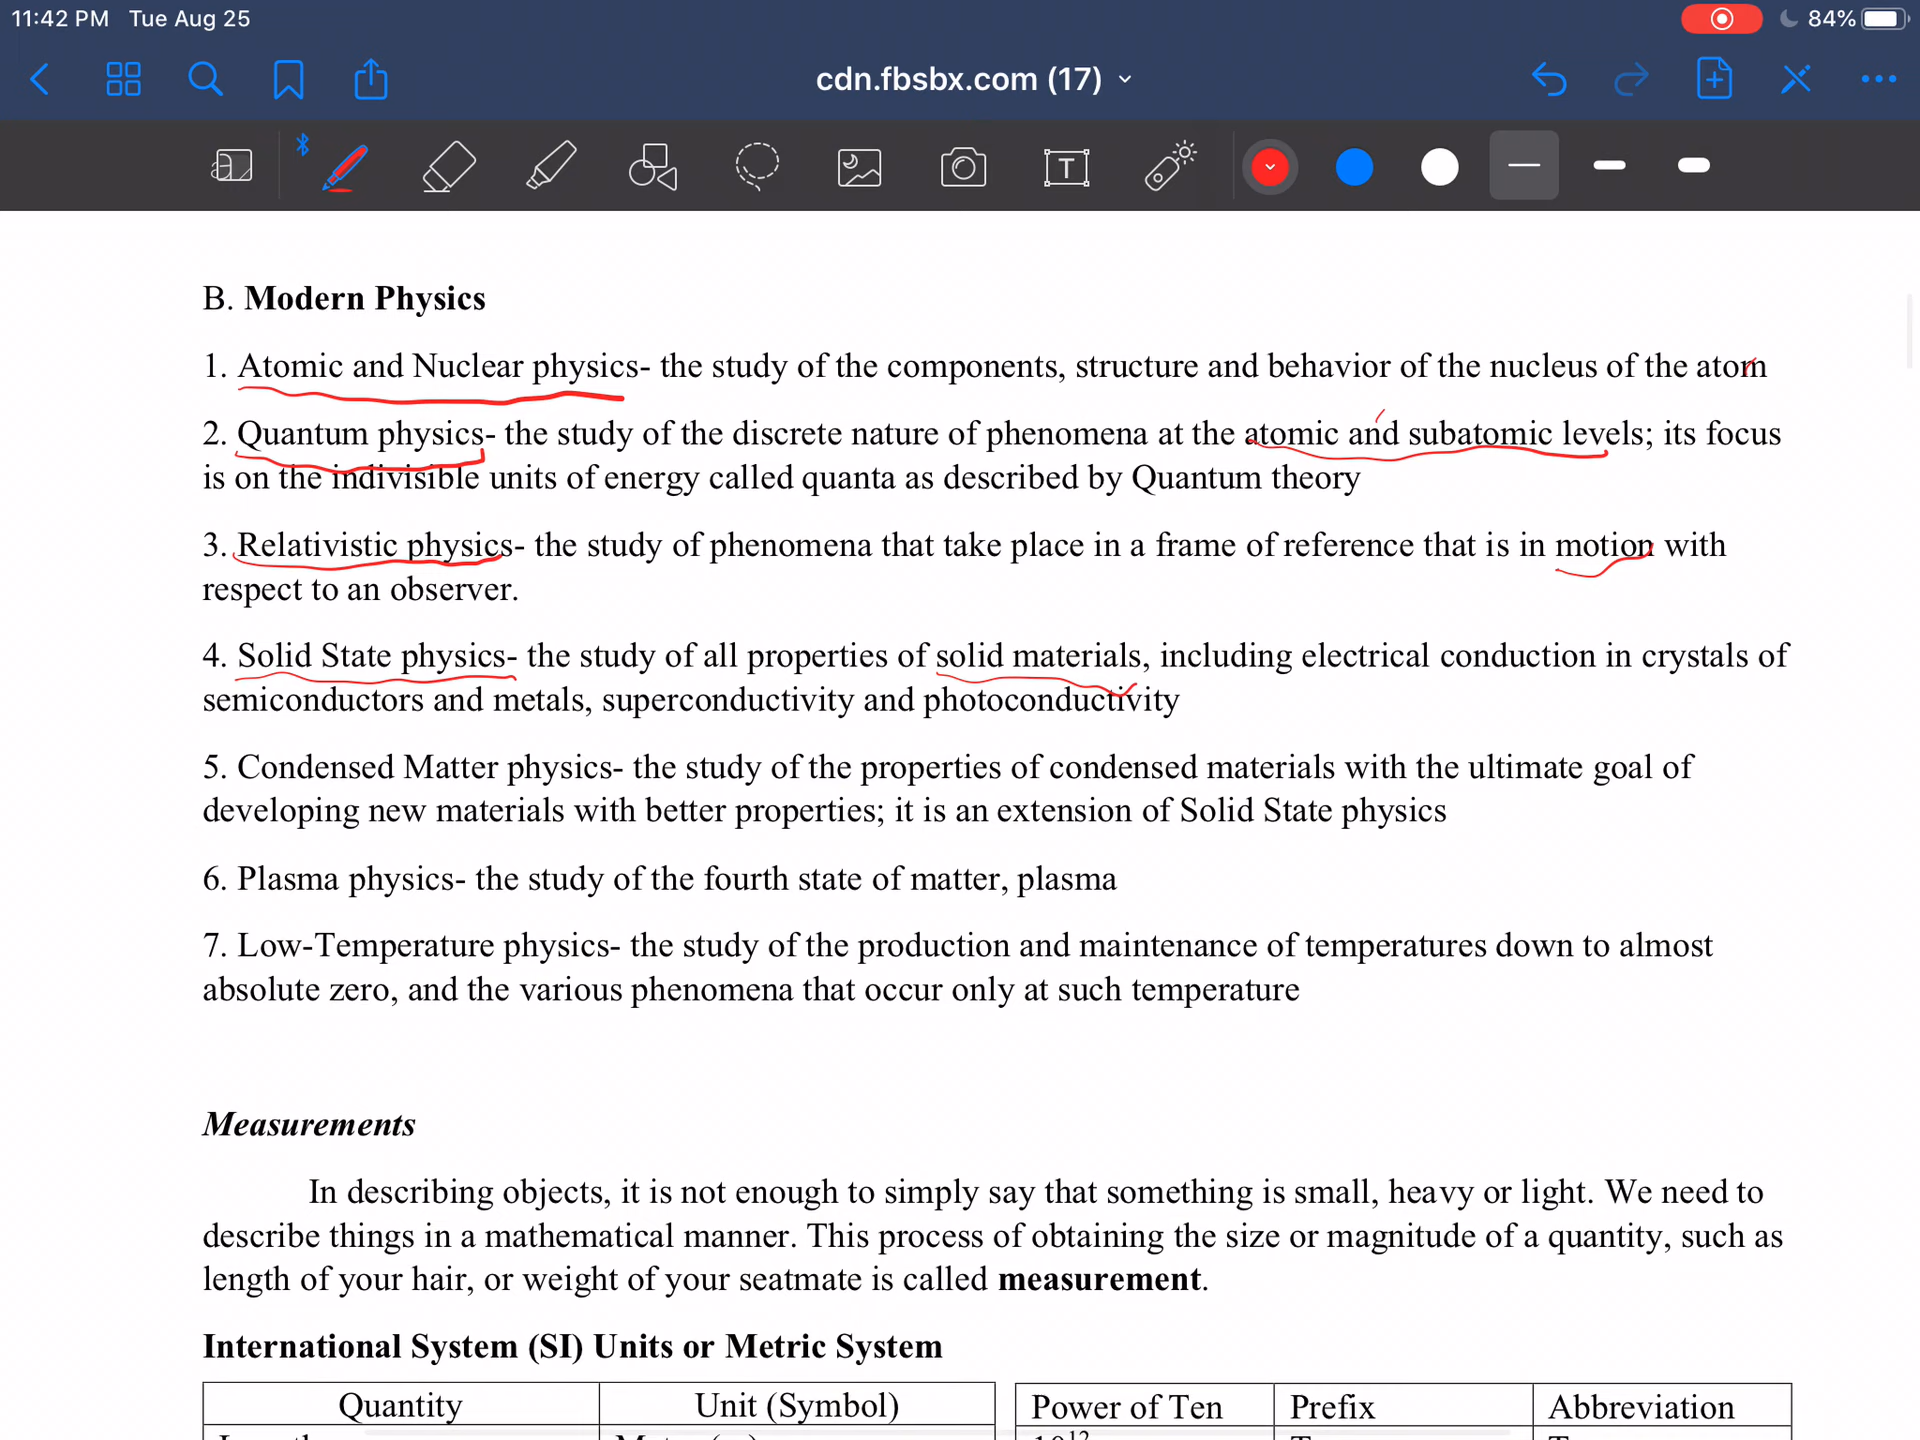 11:42 PM Tue Aug 25
84%
cdn.fbsbx.com (17)
B. Modern Physics
1. Atomic and Nuclear physics- the study of the components, structure and behavior of the nucleus of the atom
2. Quantum physics- the study of the discrete nature of phenomena at the atomic and subatomic levels; its focus
is on the indivisible units of energy called quanta as described by Quantum theory
3. Relativistic physics- the study of phenomena that take place in a frame of reference that is in motion with
respect to an observer.
4. Solid State physics- the study of all properties of solid materials, including electrical conduction in crystals of
semiconductors and metals, superconductivity and photoconductivity
5. Condensed Matter physics- the study of the properties of condensed materials with the ultimate goal of
developing new materials with better properties; it is an extension of Solid State physics
6. Plasma physics- the study of the fourth state of matter, plasma
7. Low-Temperature physics- the study of the production and maintenance of temperatures down to almost
absolute zero, and the various phenomena that occur only at such temperature
Measurements
In describing objects, it is not enough to simply say that something is small, heavy or light. We need to
describe things in a mathematical manner. This process of obtaining the size or magnitude of a quantity, such as
length of your hair, or weight of your seatmate is called measurement.
International System (SI) Units or Metric System
Quantity Unit (Symbol) Power of Ten Prefix Abbreviation